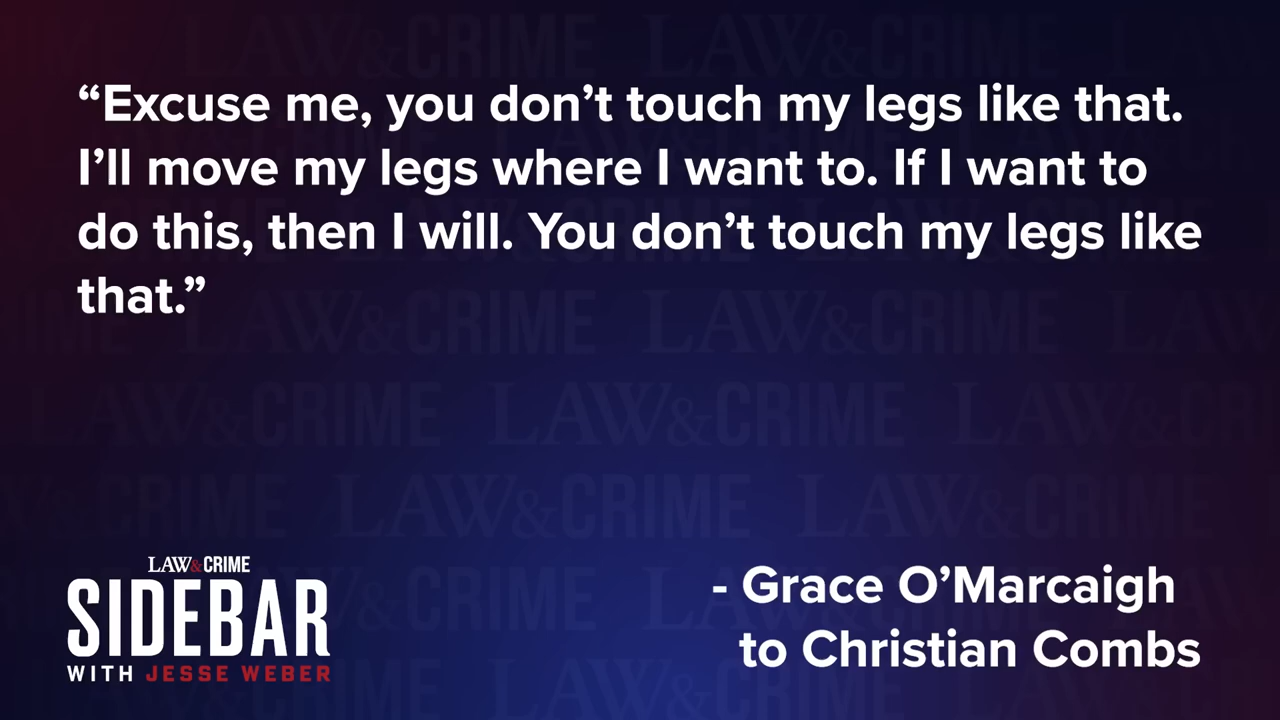 “Excuse me, you don’t touch my legs like that.
I’ll move my legs where I want to. If I want to
do this, then I will. You don’t touch my legs like
that.”
LAW&CRIME
SIDEBAR
WITH JESSE WEBER
- Grace O’Marcaigh
to Christian Combs